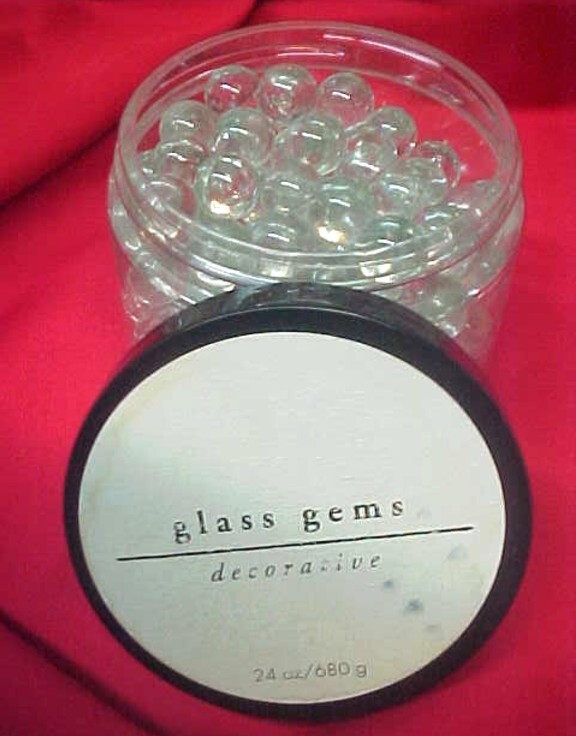 glass gems
decorative
24 oz/680 g